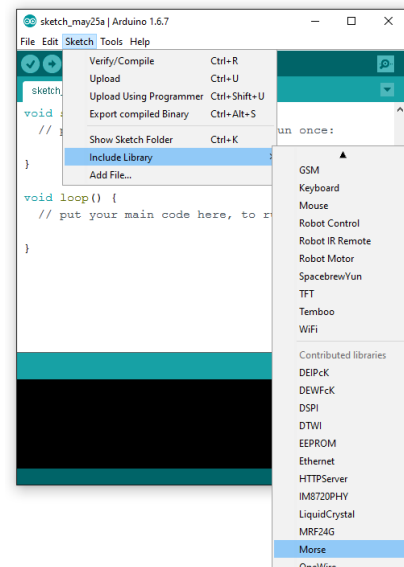 sketch_may25a | Arduino 1.6.7
File Edit Sketch Tools Help
Verify/Compile Ctrl+R
Upload Ctrl+U
Upload Using Programmer Ctrl+Shift+U
Export compiled Binary Ctrl+Alt+S
Show Sketch Folder Ctrl+K
Include Library
Add File...
sketch_
void
// un once:
}
void loop() {
// put your main code here, to
}
GSM
Keyboard
Mouse
Robot Control
Robot IR Remote
Robot Motor
SpacebrewYun
TFT
Temboo
WiFi
Contributed libraries
DEIPcK
DEWFcK
DSPI
DTWI
EEPROM
Ethernet
HTTPServer
IM8720PHY
LiquidCrystal
MRF24G
Morse
OneWire